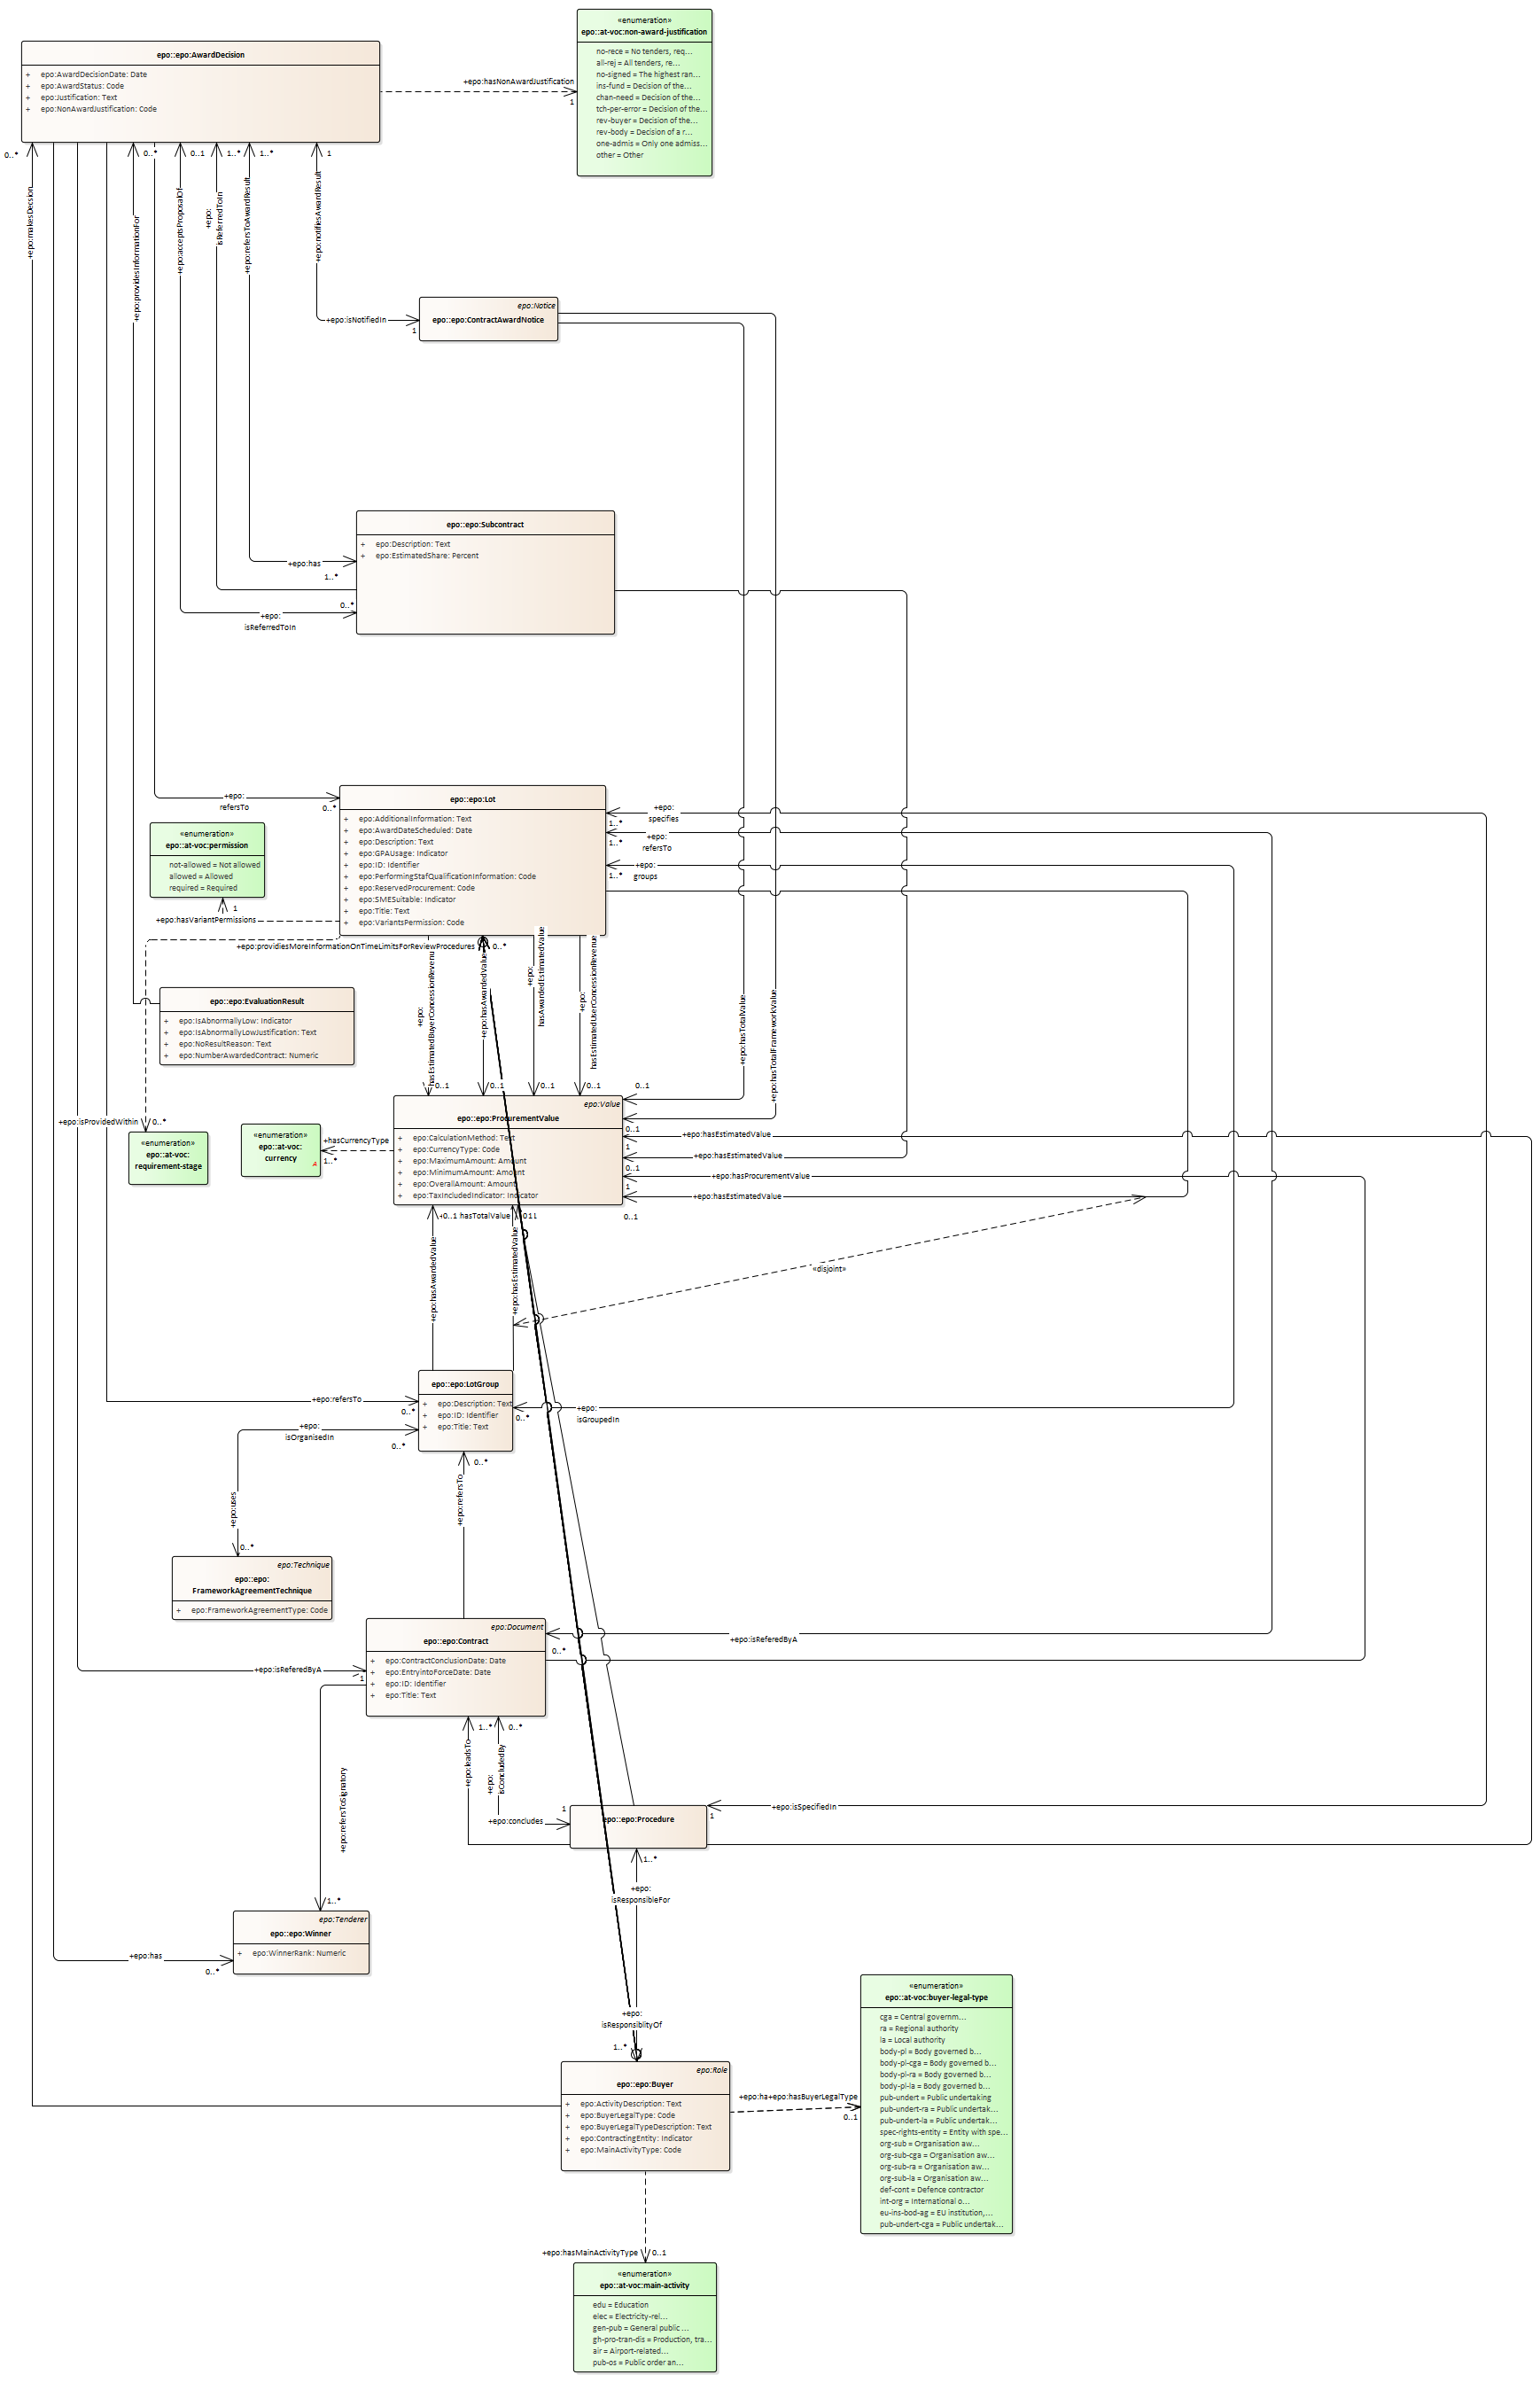 «enumeration»
epo::at-voc:non-award-justification
no-rece = No tenders, req...
all-rej = All tenders, re...
no-signed = The highest ran...
ins-fund = Decision of the...
chan-need = Decision of the...
tch-per-error = Decision of the...
rev-buyer = Decision of the...
rev-body = Decision of a r...
one-admis = Only one admiss...
other = Other
epo::epo:AwardDecision
+ epo:AwardDecisionDate: Date
+ epo:AwardStatus: Code
+ epo:Justification: Text
+ epo:NonAwardJustification: Code
+epo:hasNonAwardJustification
1
0..*
0..*
0..1
1..*
1..*
1
+epo:makesDecsion
+epo:providesInformationFor
+epo:acceptsProposalOf
+epo:
isReferredToIn
+epo:refersToAwardResult
+epo:notifiesAwardResult
epo:Notice
epo::epo:ContractAwardNotice
+epo:isNotifiedIn
1
epo::epo:Subcontract
+ epo:Description: Text
+ epo:EstimatedShare: Percent
+epo:has
1..*
0..*
+epo:
isReferredToIn
epo::epo:Lot
+ epo:AdditionalInformation: Text
+ epo:AwardDateScheduled: Date
+ epo:Description: Text
+ epo:GPAUsage: Indicator
+ epo:ID: Identifier
+ epo:PerformingStafQualificationInformation: Code
+ epo:ReservedProcurement: Code
+ epo:SMESuitable: Indicator
+ epo:Title: Text
+ epo:VariantsPermission: Code
+epo:
refersTo
0..*
+epo:
specifies
1..*
+epo:
refersTo
1..*
+epo:
groups
1..*
«enumeration»
epo::at-voc:permission
not-allowed = Not allowed
allowed = Allowed
required = Required
1
+epo:hasVariantPermissions
+epo:providiesMoreInformationOnTimeLimitsForReviewProcedures
0..*
+epo:
hasEstimatedBuyerConcessionRevenu
+epo:hasAwardedValue
+epo:
hasAwardedEstimatedValue
+epo:
hasEstimatedUserConcessionRevenue
+epo:hasTotalValue
+epo:hasTotalFrameworkValue
epo::epo:EvaluationResult
+ epo:IsAbnormallyLow: Indicator
+ epo:IsAbnormallyLowJustification: Text
+ epo:NoResultReason: Text
+ epo:NumberAwardedContract: Numeric
0..1
0..1
0..1
0..1
0..1
+epo:isProvidedWithin
0..*
«enumeration»
epo::at-voc:
requirement-stage
«enumeration»
epo::at-voc:
currency
+hasCurrencyType
1..*
epo:Value
epo::epo:ProcurementValue
+ epo:CalculationMethod: Text
+ epo:CurrencyType: Code
+ epo:MaximumAmount: Amount
+ epo:MinimumAmount: Amount
+ epo:OverallAmount: Amount
+ epo:TaxIncludedIndicator: Indicator
0..1
+epo:hasEstimatedValue
1
+epo:hasEstimatedValue
0..1
+epo:hasProcurementValue
1
+epo:hasEstimatedValue
0..1
0..1 hasTotalValue
+epo:hasAwardedValue
+epo:hasEstimatedValue
«disjoint»
epo::epo:LotGroup
+ epo:Description: Text
+ epo:ID: Identifier
+ epo:Title: Text
+epo:refersTo
0..*
+epo:
isGroupedIn
0..*
+epo:
isOrganisedIn
0..*
0..*
+epo:refersTo
+epo:uses
0..*
epo:Technique
epo::epo:
FrameworkAgreementTechnique
+ epo:FrameworkAgreementType: Code
epo:Document
epo::epo:Contract
+ epo:ContractConclusionDate: Date
+ epo:EntryintoForceDate: Date
+ epo:ID: Identifier
+ epo:Title: Text
+epo:isReferedByA
0..*
+epo:isReferedByA
1
1..*
0..*
+epo:leadsTo
+epo:
isConcludedBy
+epo:refersToSignatory
1
+epo:concludes
epo::epo:Procedure
+epo:isSpecifiedIn
1
1..*
+epo:
isResponsibleFor
1..*
epo:Tenderer
epo::epo:Winner
+ epo:WinnerRank: Numeric
+epo:has
0..*
+epo:
isResponsiblityOf
1..*
epo:Role
epo::epo:Buyer
+ epo:ActivityDescription: Text
+ epo:BuyerLegalType: Code
+ epo:BuyerLegalTypeDescription: Text
+ epo:ContractingEntity: Indicator
+ epo:MainActivityType: Code
+epo:ha+epo:hasBuyerLegalType
0..1
«enumeration»
epo::at-voc:buyer-legal-type
cga = Central governm...
ra = Regional authority
la = Local authority
body-pl = Body governed b...
body-pl-cga = Body governed b...
body-pl-ra = Body governed b...
body-pl-la = Body governed b...
pub-undert = Public undertaking
pub-undert-ra = Public undertak...
pub-undert-la = Public undertak...
spec-rights-entity = Entity with spe...
org-sub = Organisation aw...
org-sub-cga = Organisation aw...
org-sub-ra = Organisation aw...
org-sub-la = Organisation aw...
def-cont = Defence contractor
int-org = International o...
eu-ins-bod-ag = EU institution,...
pub-undert-cga = Public undertak...
+epo:hasMainActivityType
0..1
«enumeration»
epo::at-voc:main-activity
edu = Education
elec = Electricity-rel...
gen-pub = General public ...
gh-pro-tran-dis = Production, tra...
air = Airport-related...
pub-os = Public order an...